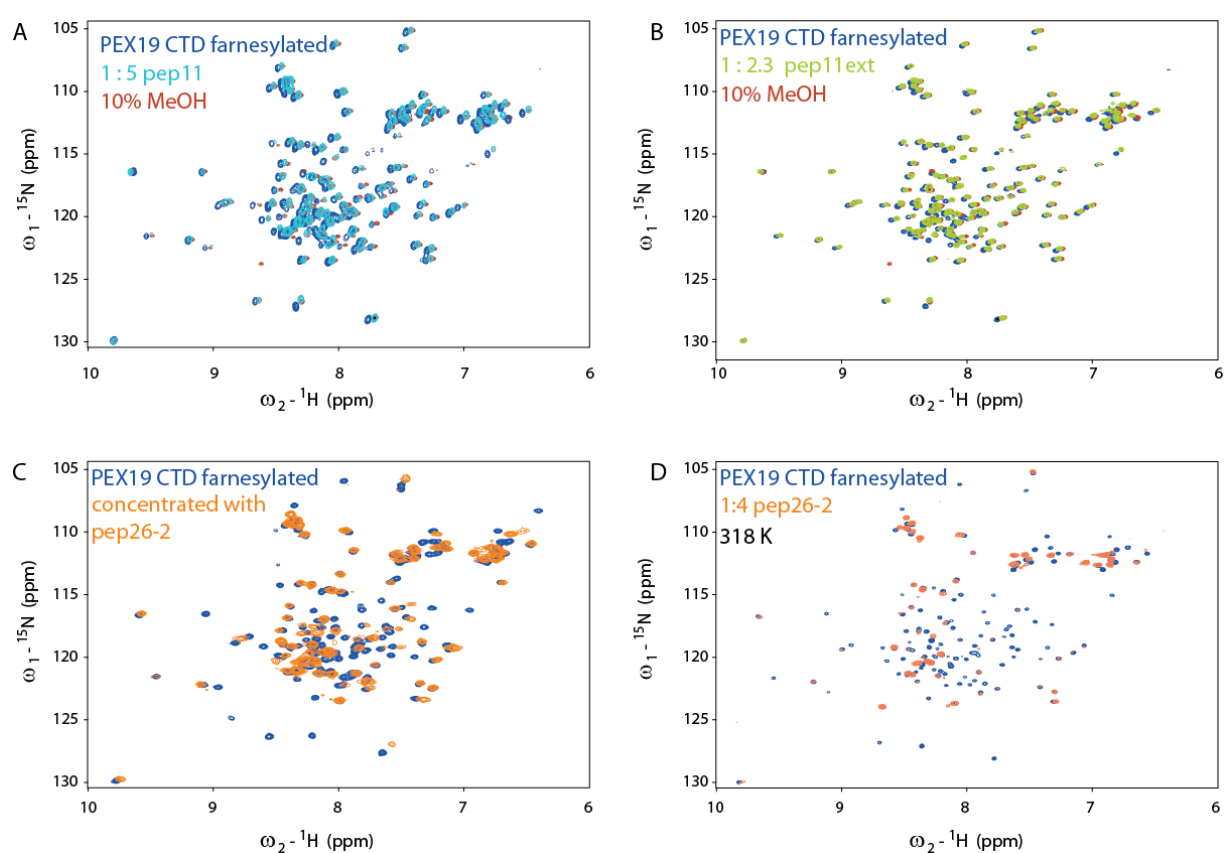 A
PEX19 CTD farnesylated
1 : 5 pep11
10% MeOH
105
110
115
120
125
130
ω1 - 15N (ppm)
10 9 8 7 6
ω2 - 1H (ppm)
B
PEX19 CTD farnesylated
1 : 2.3 pep11ext
10% MeOH
105
110
115
120
125
130
ω1 - 15N (ppm)
10 9 8 7 6
ω2 - 1H (ppm)
C
PEX19 CTD farnesylated
concentrated with
pep26-2
105
110
115
120
125
130
ω1 - 15N (ppm)
10 9 8 7 6
ω2 - 1H (ppm)
D
PEX19 CTD farnesylated
1:4 pep26-2
318 K
105
110
115
120
125
130
ω1 - 15N (ppm)
10 9 8 7 6
ω2 - 1H (ppm)